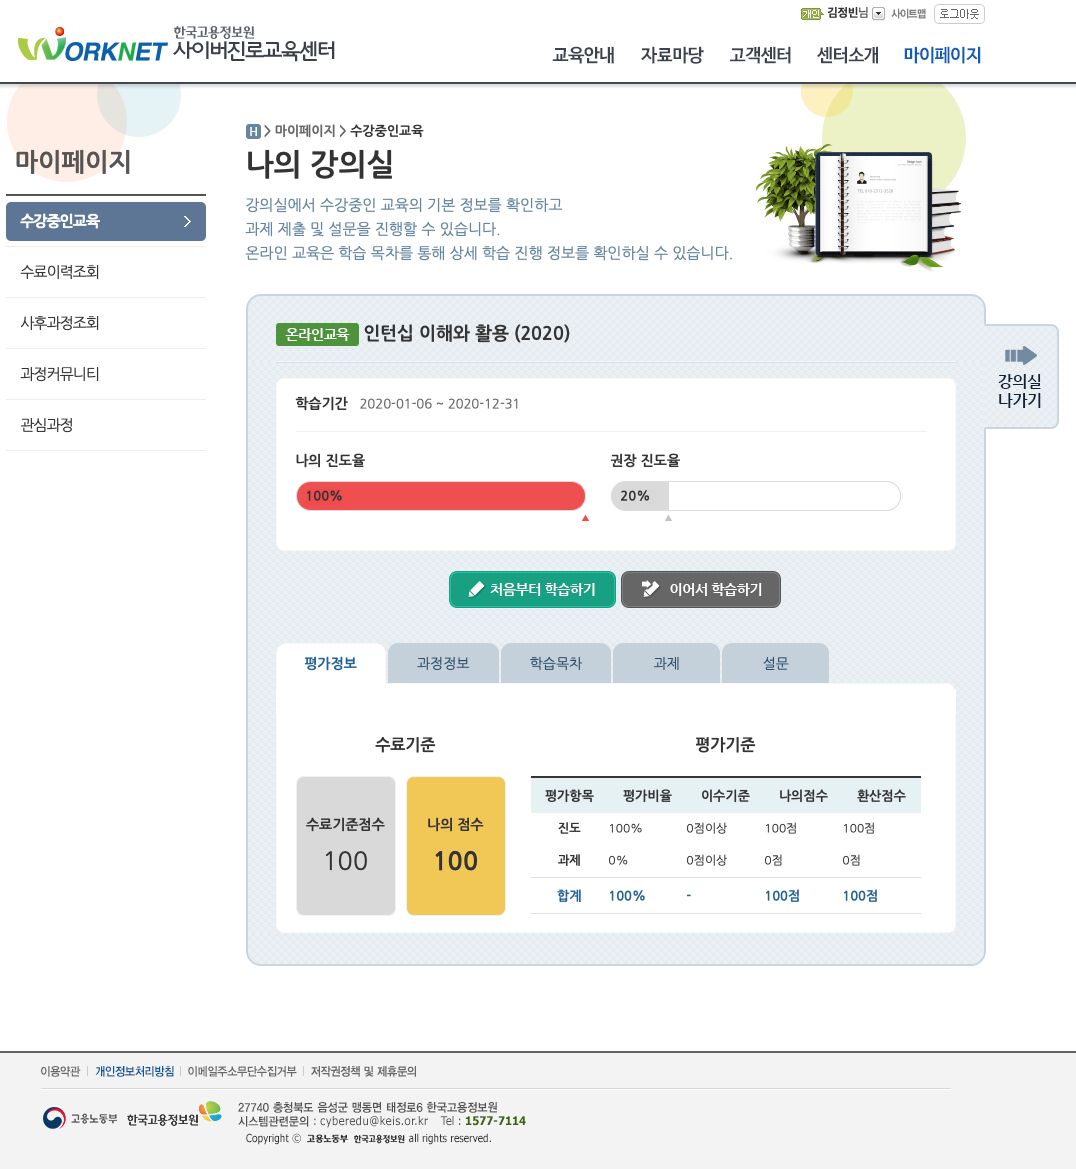 개인 김정빈님 사이트맵 로그아웃
WORKNET 한국고용정보원
사이버진로교육센터
교육안내 자료마당 고객센터 센터소개 마이페이지
마이페이지
수강중인교육
수료이력조회
사후과정조회
과정커뮤니티
관심과정
H > 마이페이지 > 수강중인교육
나의 강의실
강의실에서 수강중인 교육의 기본 정보를 확인하고
과제 제출 및 설문을 진행할 수 있습니다.
온라인 교육은 학습 목차를 통해 상세 학습 진행 정보를 확인하실 수 있습니다.
온라인교육 인턴십 이해와 활용 (2020)
강의실
나가기
학습기간 2020-01-06 ~ 2020-12-31
나의 진도율 권장 진도율
100% 20%
처음부터 학습하기 이어서 학습하기
평가정보 과정정보 학습목차 과제 설문
수료기준 평가기준
수료기준점수
100
나의 점수
100
평가항목 평가비율 이수기준 나의점수 환산점수
진도 100% 0점이상 100점 100점
과제 0% 0점이상 0점 0점
합계 100% - 100점 100점
이용약관 개인정보처리방침 이메일주소무단수집거부 저작권정책 및 제휴문의
고용노동부 한국고용정보원
27740 충청북도 음성군 맹동면 태정로6 한국고용정보원
시스템관련문의 : cyberedu@keis.or.kr Tel : 1577-7114
Copyright © 고용노동부 한국고용정보원 all rights reserved.